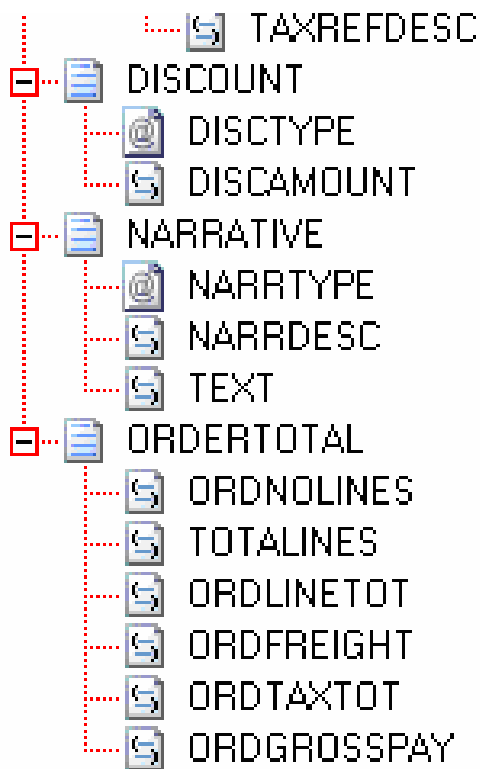 TAXREFDESC
DISCOUNT
DISCTYPE
DISCAMOUNT
NARRATIVE
NARRTYPE
NARRDESC
TEXT
ORDERTOTAL
ORDNOLINES
TOTALINES
ORDLINETOT
ORDFREIGHT
ORDTAXTOT
ORDGROSSPAY